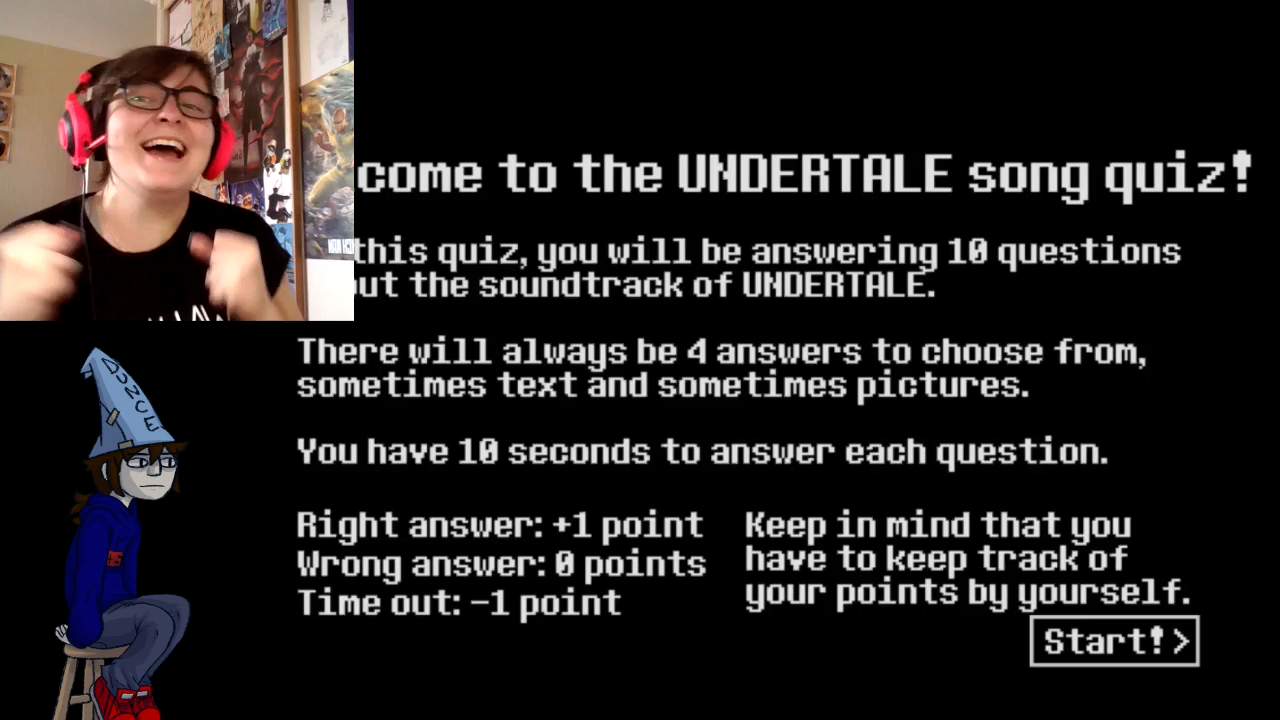 come to the UNDERTALE song quiz!
this quiz, you will be answering 10 questions
ut the soundtrack of UNDERTALE.
There will always be 4 answers to choose from,
sometimes text and sometimes pictures.
You have 10 seconds to answer each question.
Right answer: +1 point
Wrong answer: 0 points
Time out: -1 point
Keep in mind that you
have to keep track of
your points by yourself.
Start! >
DUNCE